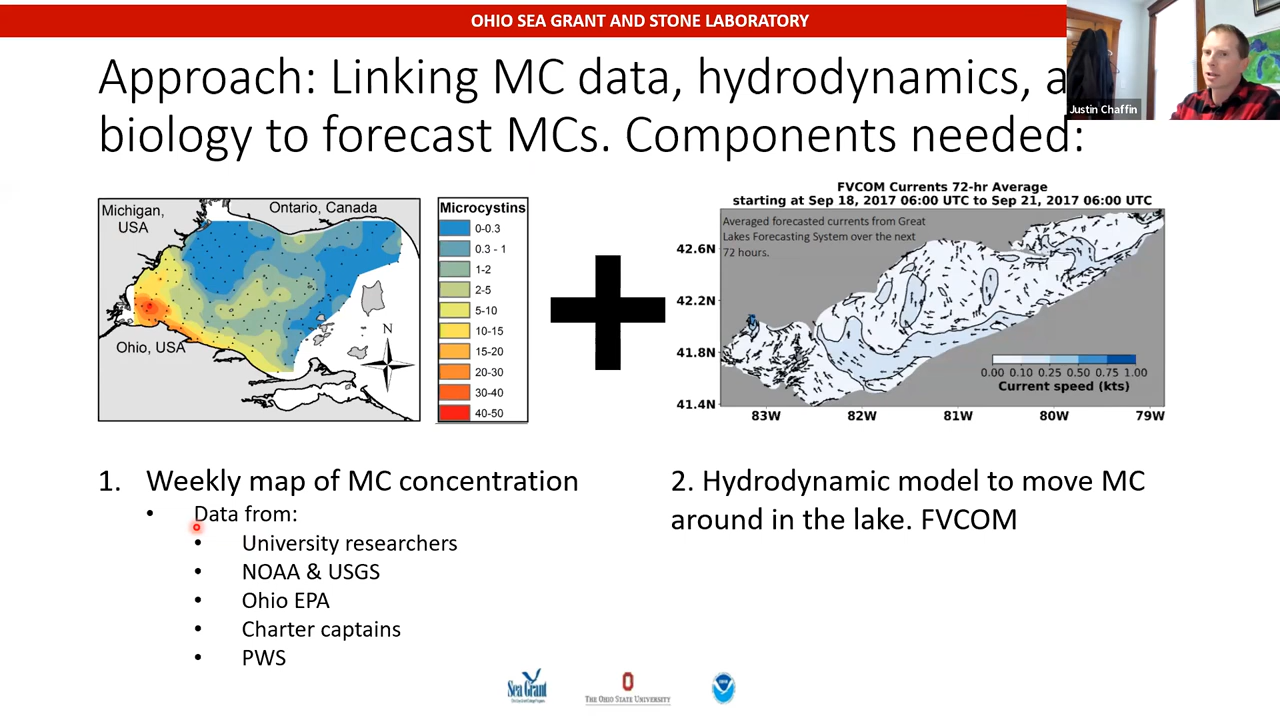 OHIO SEA GRANT AND STONE LABORATORY
Approach: Linking MC data, hydrodynamics, a
biology to forecast MCs. Components needed:
Justin Chaffin
Michigan,
USA
Ontario, Canada
Ohio, USA
N
Microcystins
0-0.3
0.3 - 1
1-2
2-5
5-10
10-15
15-20
20-30
30-40
40-50
FVCOM Currents 72-hr Average
starting at Sep 18, 2017 06:00 UTC to Sep 21, 2017 06:00 UTC
Averaged forecasted currents from Great
Lakes Forecasting System over the next
72 hours.
42.6N
42.2N
41.8N
41.4N
0.00 0.10 0.25 0.50 0.75 1.00
Current speed (kts)
83W 82W 81W 80W 79W
1. Weekly map of MC concentration
• Data from:
• University researchers
• NOAA & USGS
• Ohio EPA
• Charter captains
• PWS
2. Hydrodynamic model to move MC
around in the lake. FVCOM
Sea Grant
THE OHIO STATE UNIVERSITY